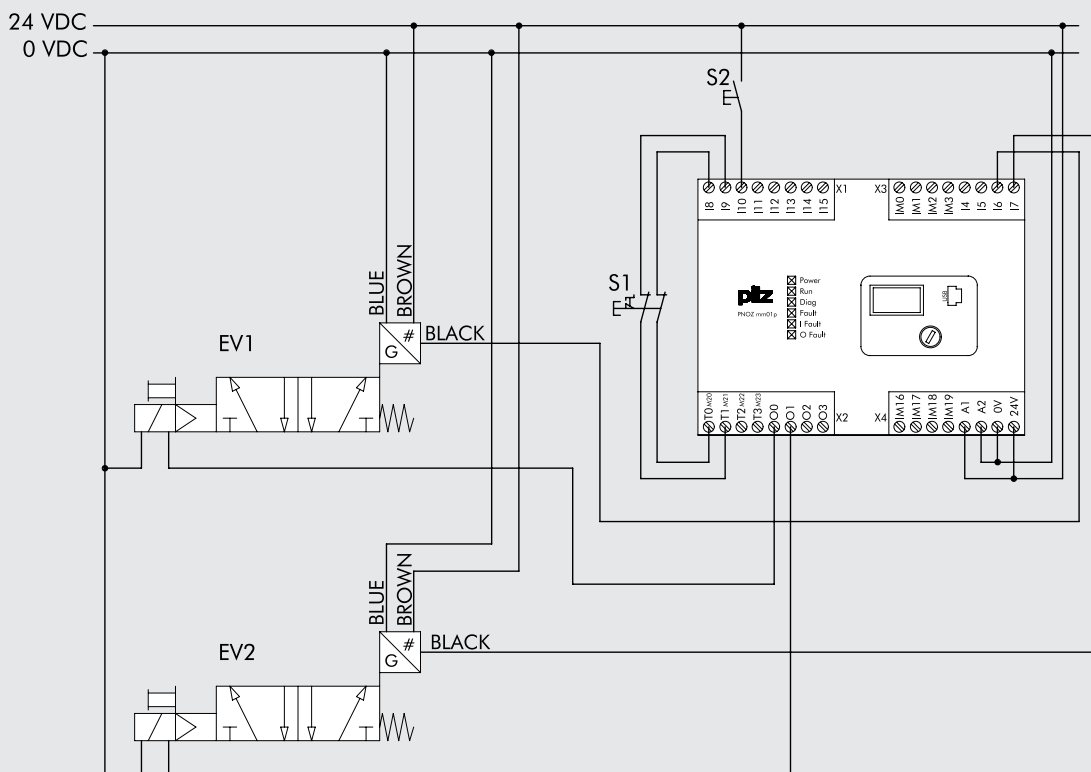 24 VDC
0 VDC
S2
I8 I9 I10 I11 I12 I13 I14 I15 X1
X3 IM0 IM1 IM2 IM3 I4 I5 I6 I7
BLUE
BROWN
S1
pilz
PNOZ mm01p
Power
Run
Diag
Fault
I Fault
O Fault
USB
EV1
#
G
BLACK
T0 M20 T1 M21 T2 M22 T3 M23 O0 O1 O2 O3 X2
X4 IM16 IM17 IM18 IM19 A1 A2 0V 24V
BLUE
BROWN
EV2
#
G
BLACK